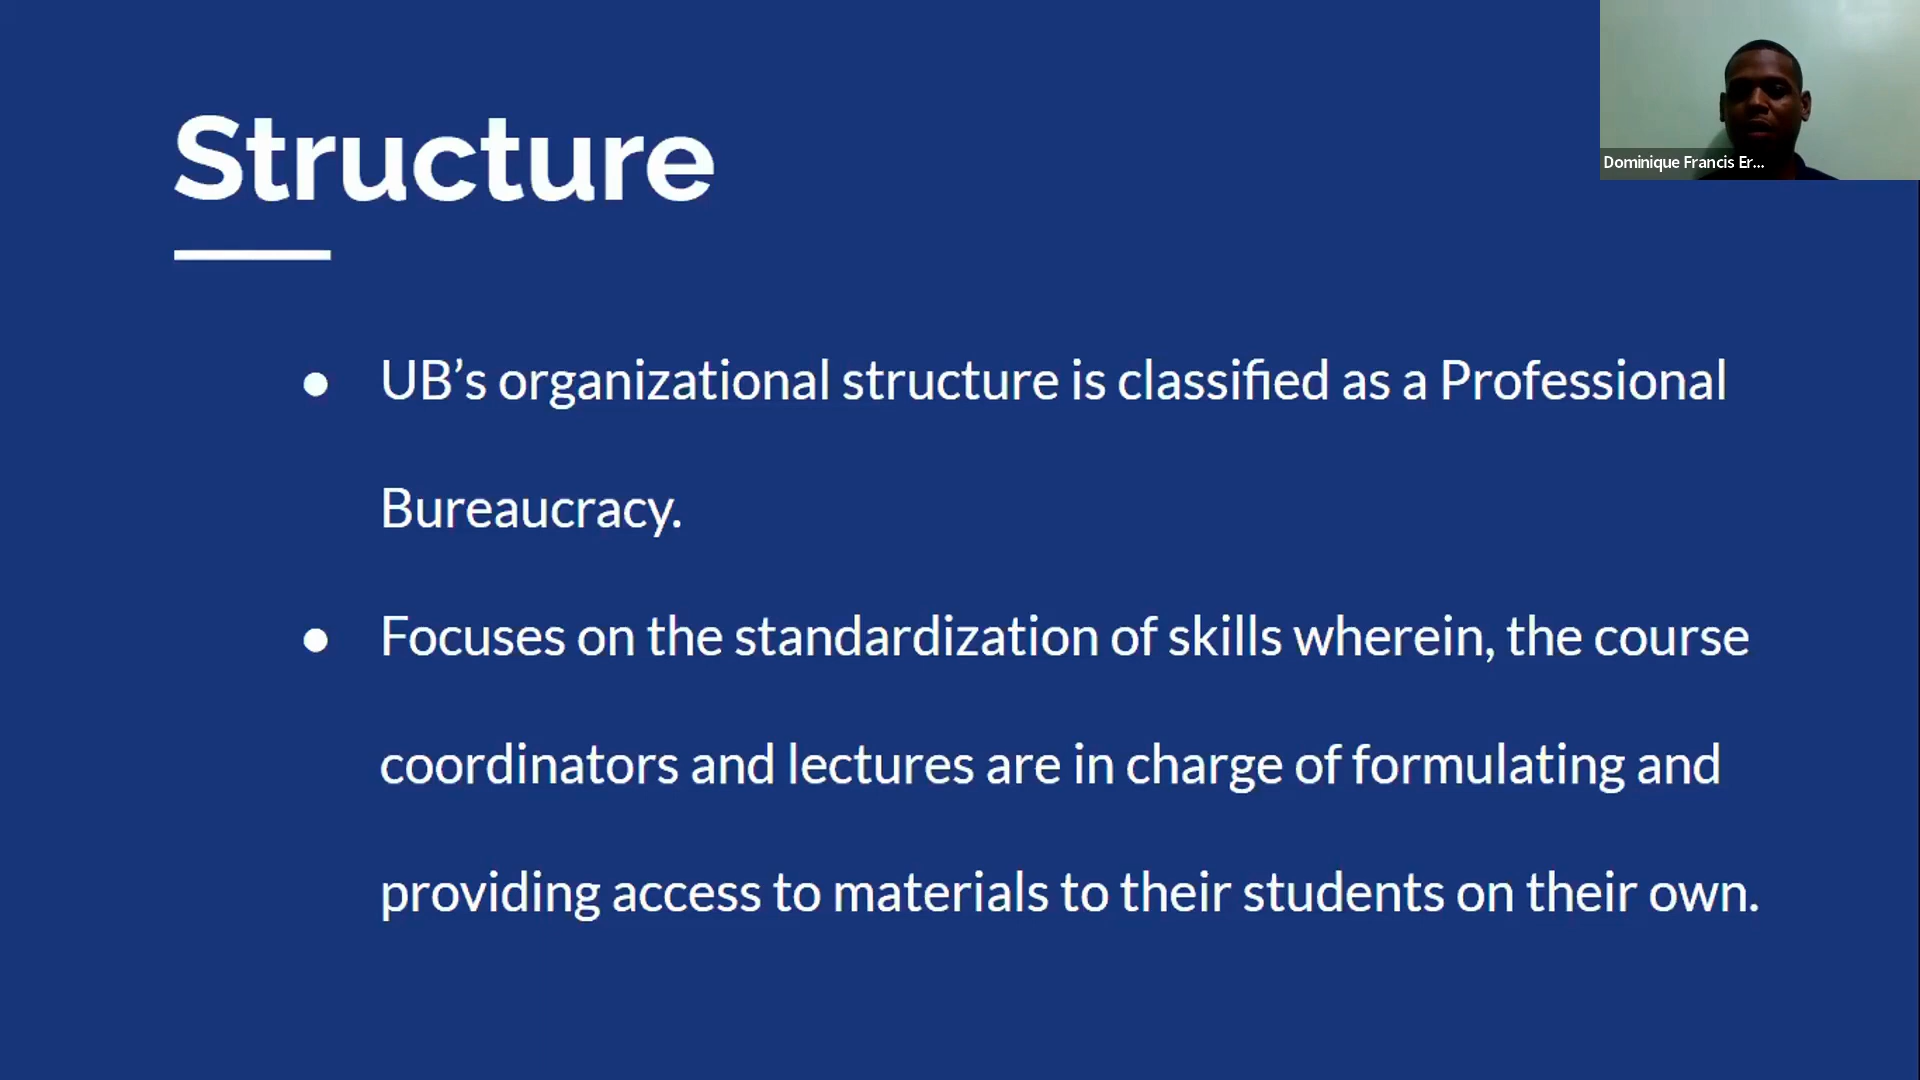 Structure
Dominique Francis Er...
● UB’s organizational structure is classified as a Professional
Bureaucracy.
● Focuses on the standardization of skills wherein, the course
coordinators and lectures are in charge of formulating and
providing access to materials to their students on their own.